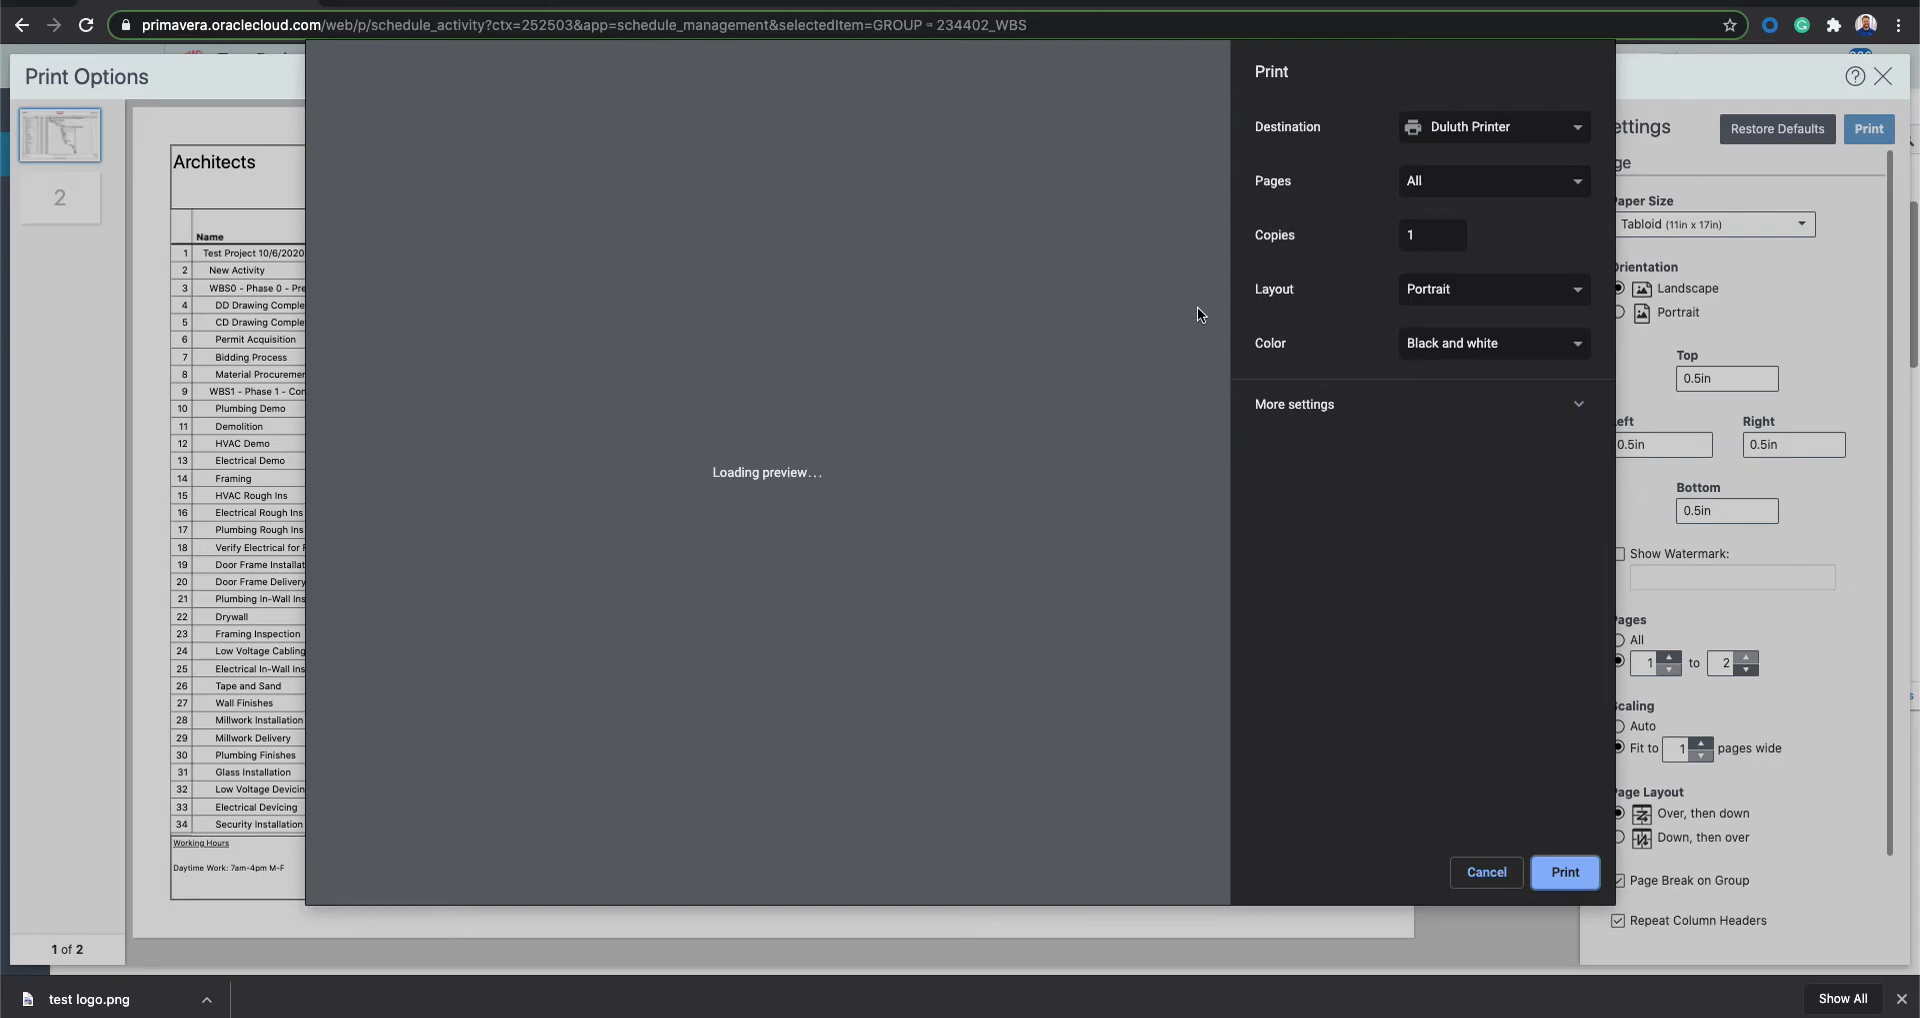 primavera.oraclecloud.com/web/p/schedule_activity?ctx=252503&app=schedule_management&selectedItem=GROUP~234402_WBS
Print Options
2
1 of 2
Architects
Name
1 Test Project 10/6/2020
2 New Activity
3 WBS0 - Phase 0 - Pre
4 DD Drawing Comple
5 CD Drawing Comple
6 Permit Acquisition
7 Bidding Process
8 Material Procuremer
9 WBS1 - Phase 1 - Con
10 Plumbing Demo
11 Demolition
12 HVAC Demo
13 Electrical Demo
14 Framing
15 HVAC Rough Ins
16 Electrical Rough Ins
17 Plumbing Rough Ins
18 Verify Electrical for F
19 Door Frame Installat
20 Door Frame Delivery
21 Plumbing In-Wall Ins
22 Drywall
23 Framing Inspection
24 Low Voltage Cabling
25 Electrical In-Wall Ins
26 Tape and Sand
27 Wall Finishes
28 Millwork Installation
29 Millwork Delivery
30 Plumbing Finishes
31 Glass Installation
32 Low Voltage Devicin
33 Electrical Devicing
34 Security Installation
Working Hours
Daytime Work: 7am-4pm M-F
Loading preview...
Print
Destination Duluth Printer
Pages All
Copies 1
Layout Portrait
Color Black and white
More settings
Cancel Print
ettings Restore Defaults Print
ge
aper Size
Tabloid (11in x 17in)
Orientation
Landscape
Portrait
Top
0.5in
eft Right
0.5in 0.5in
Bottom
0.5in
Show Watermark:
ages
All
1 to 2
caling
Auto
Fit to 1 pages wide
age Layout
Over, then down
Down, then over
Page Break on Group
Repeat Column Headers
test logo.png
Show All